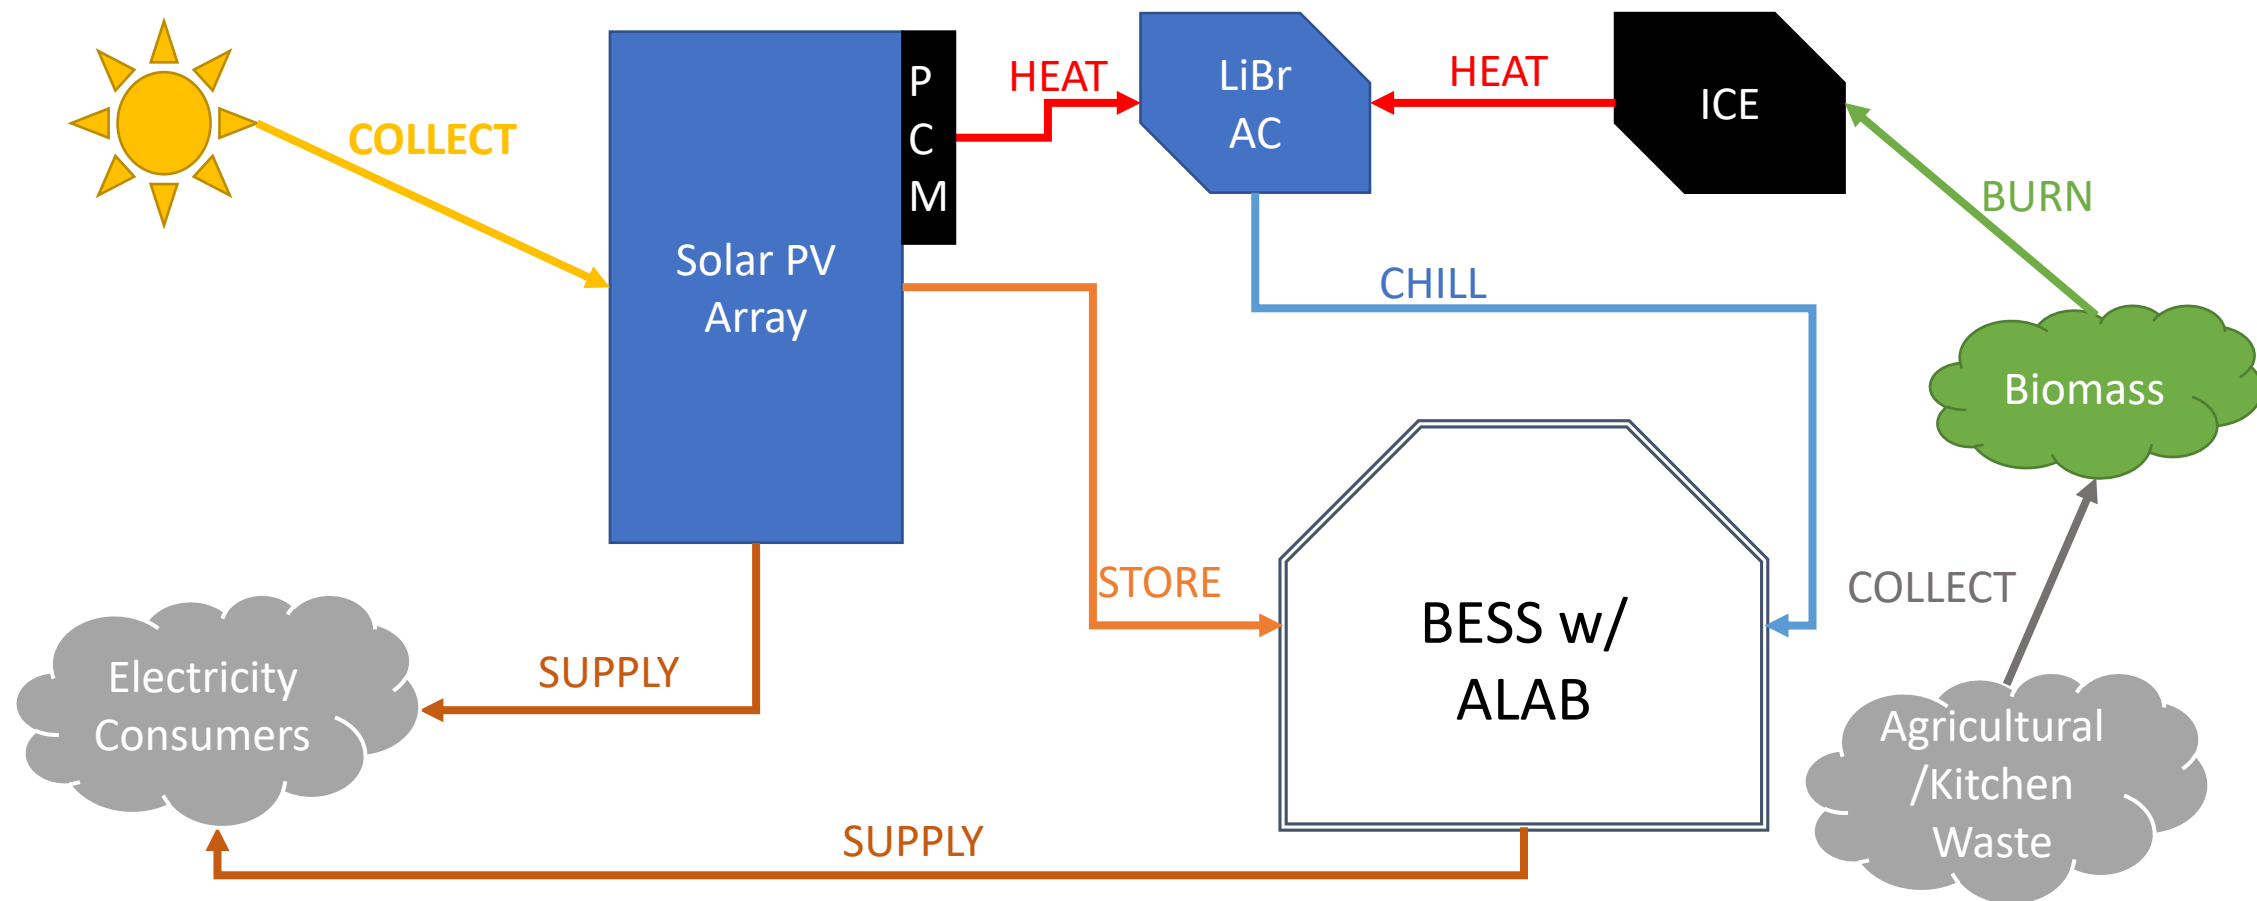 P
C
M
HEAT
LiBr
AC
HEAT
ICE
COLLECT
BURN
Solar PV
Array
CHILL
Biomass
STORE
COLLECT
BESS w/
ALAB
Electricity
Consumers
SUPPLY
Agricultural
/Kitchen
Waste
SUPPLY